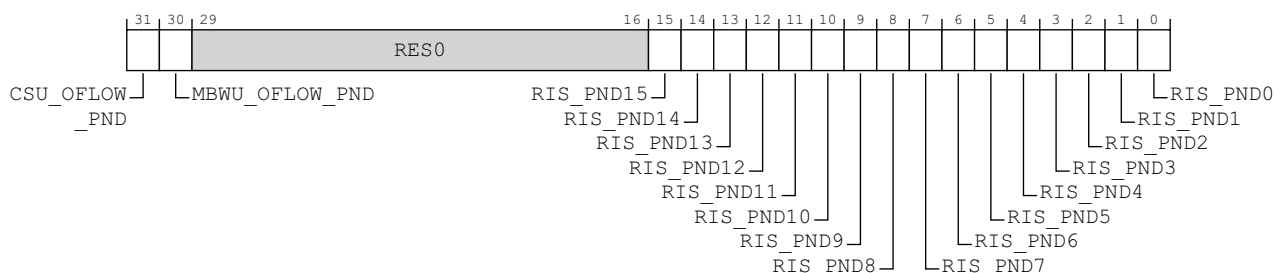 31 30 29 16 15 14 13 12 11 10 9 8 7 6 5 4 3 2 1 0
RES0
CSU_OFLOW MBWU_OFLOW_PND RIS_PND15 RIS_PND0
_PND RIS_PND14 RIS_PND1
RIS_PND13 RIS_PND2
RIS_PND12 RIS_PND3
RIS_PND11 RIS_PND4
RIS_PND10 RIS_PND5
RIS_PND9 RIS_PND6
RIS_PND8 RIS_PND7